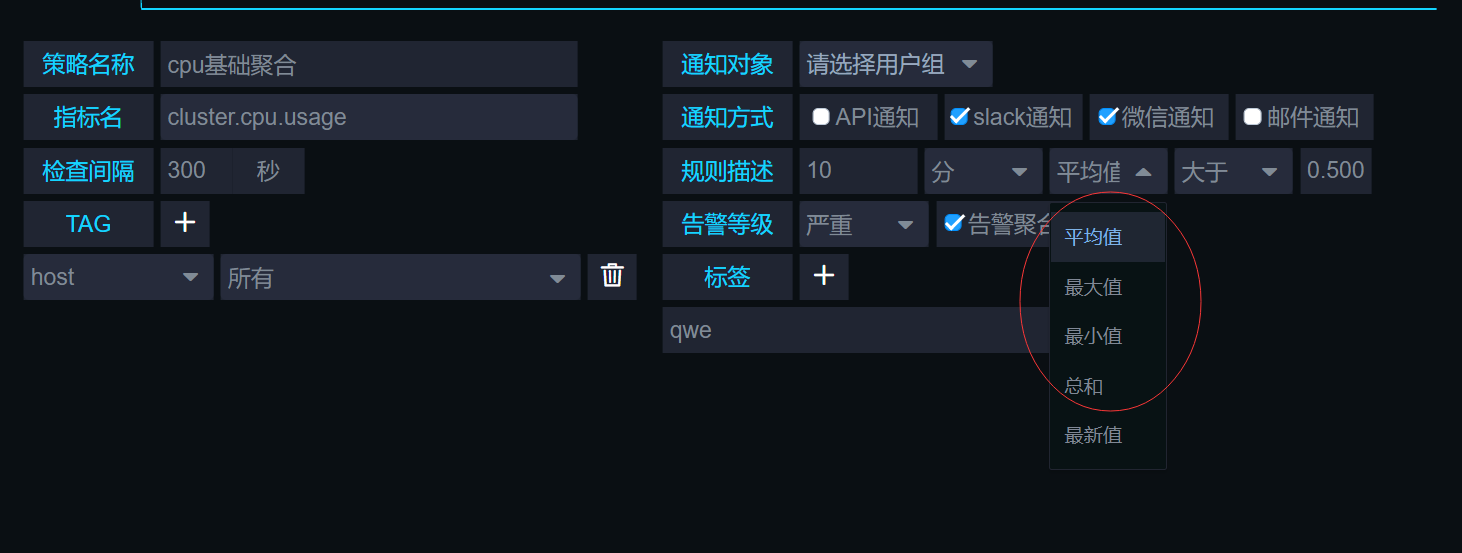 策略名称 cpu基础聚合
指标名 cluster.cpu.usage
检查间隔 300 秒
TAG +
host 所有
通知对象 请选择用户组
通知方式 API通知 slack通知 微信通知 邮件通知
规则描述 10 分 平均值 大于 0.500
告警等级 严重 告警聚合
标签 +
qwe
平均值
最大值
最小值
总和
最新值